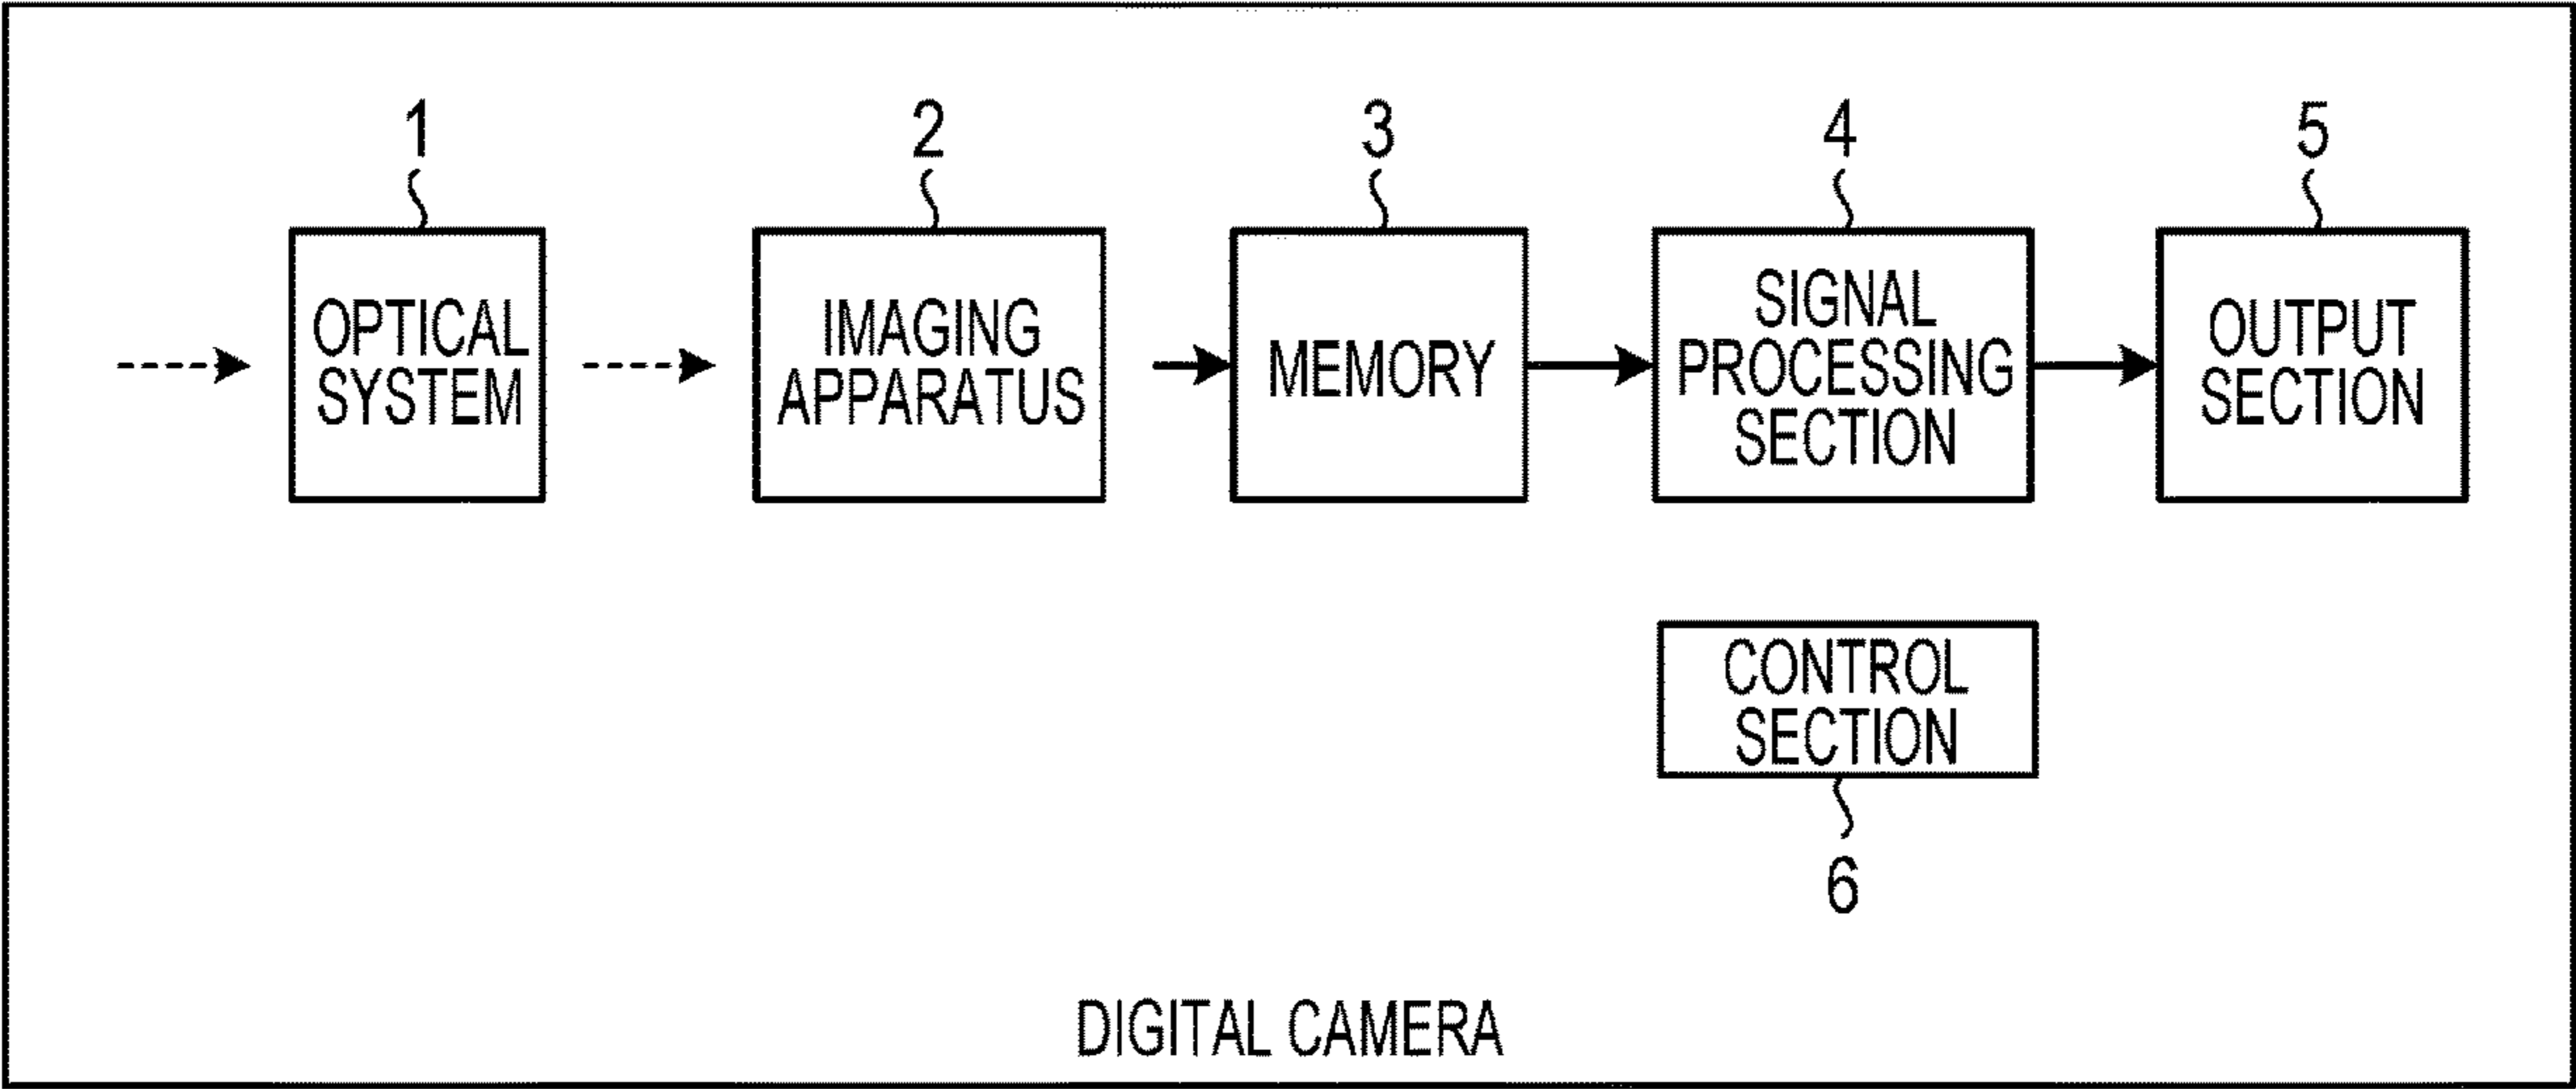 1
2
3
4
5
OPTICAL
SYSTEM
IMAGING
APPARATUS
MEMORY
SIGNAL
PROCESSING
SECTION
OUTPUT
SECTION
CONTROL
SECTION
6
DIGITAL CAMERA